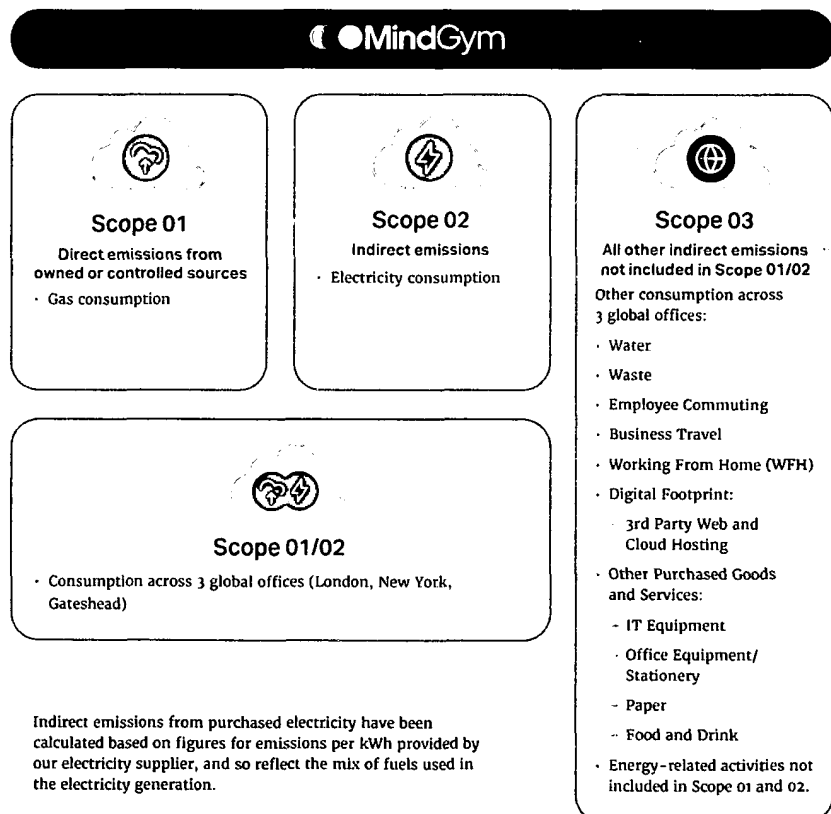 MindGym
Scope 01
Direct emissions from
owned or controlled sources
· Gas consumption
Scope 02
Indirect emissions
· Electricity consumption
Scope 03
All other indirect emissions
not included in Scope 01/02
Other consumption across
3 global offices:
· Water
· Waste
· Employee Commuting
· Business Travel
· Working From Home (WFH)
· Digital Footprint:
- 3rd Party Web and
Cloud Hosting
· Other Purchased Goods
and Services:
- IT Equipment
- Office Equipment/
Stationery
- Paper
- Food and Drink
· Energy-related activities not
included in Scope 01 and 02.
Scope 01/02
· Consumption across 3 global offices (London, New York,
Gateshead)
Indirect emissions from purchased electricity have been
calculated based on figures for emissions per kWh provided by
our electricity supplier, and so reflect the mix of fuels used in
the electricity generation.